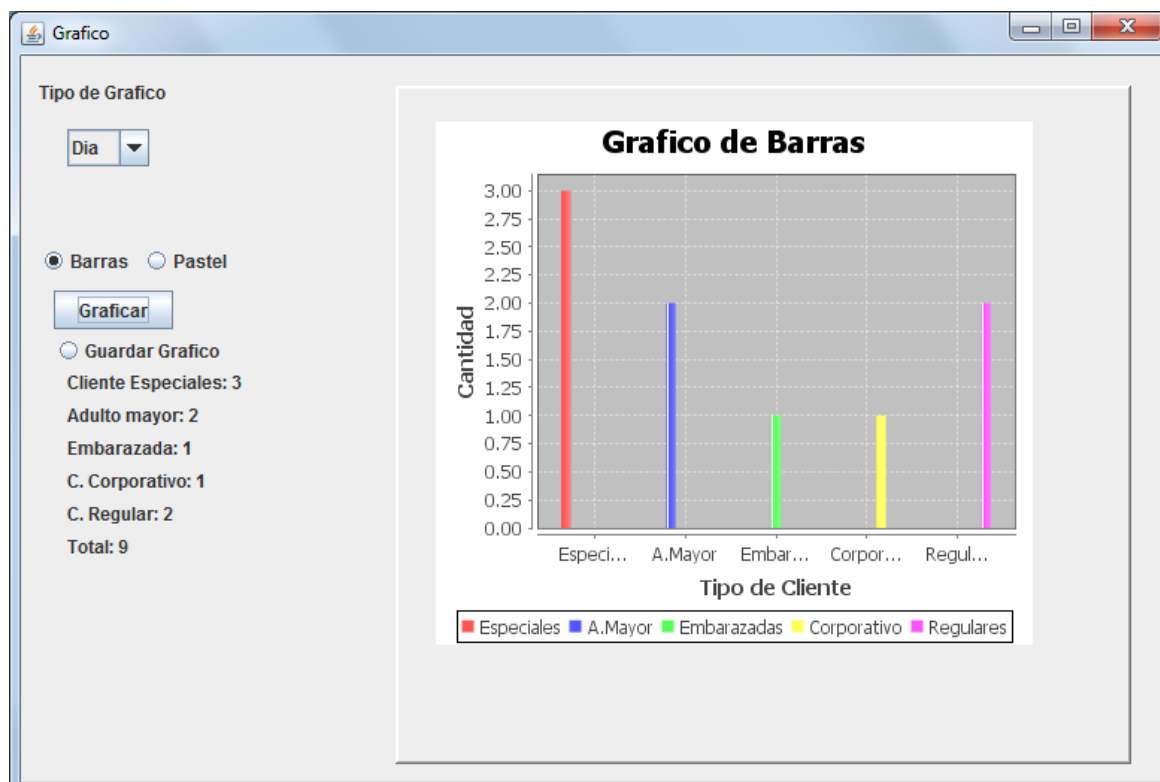 Grafico
Tipo de Grafico
Dia
Barras Pastel
Graficar
Guardar Grafico
Cliente Especiales: 3
Adulto mayor: 2
Embarazada: 1
C. Corporativo: 1
C. Regular: 2
Total: 9
Grafico de Barras
Cantidad
3.00
2.75
2.50
2.25
2.00
1.75
1.50
1.25
1.00
0.75
0.50
0.25
0.00
Especi... A.Mayor Embar... Corpor... Regul...
Tipo de Cliente
Especiales A.Mayor Embarazadas Corporativo Regulares